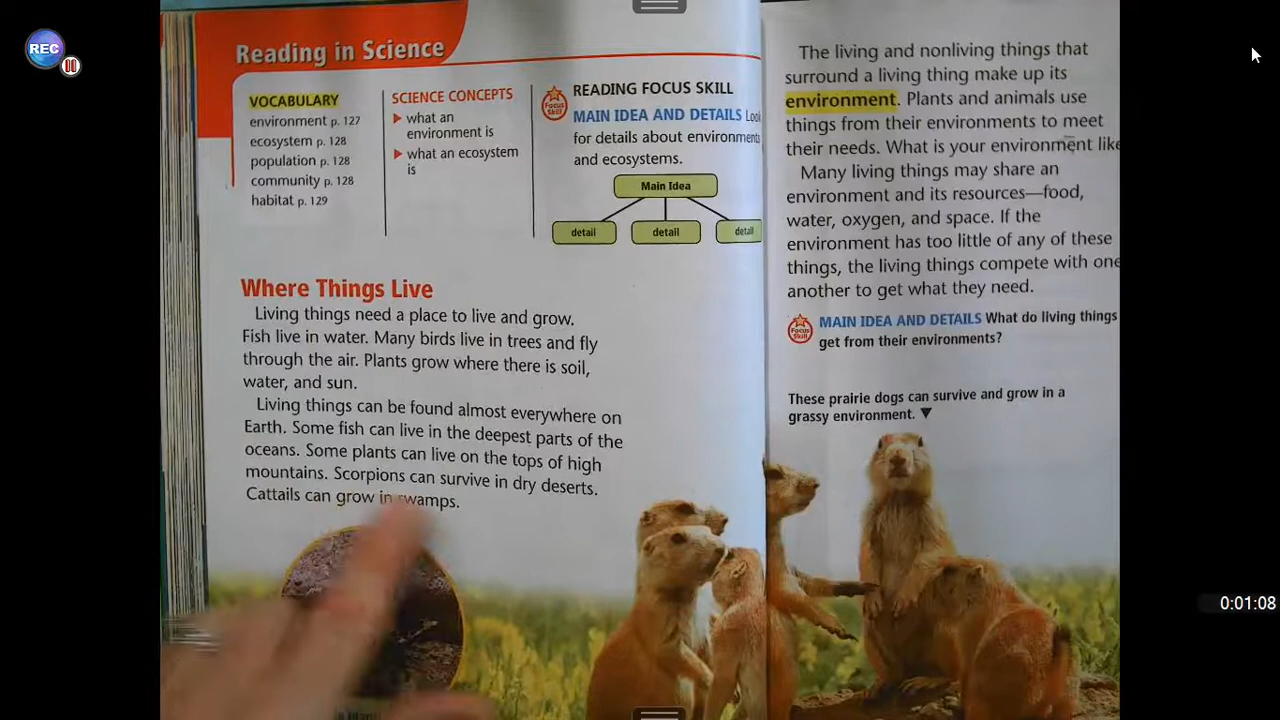 REC
Reading in Science
VOCABULARY
environment p. 127
ecosystem p. 128
population p. 128
community p. 128
habitat p. 129
SCIENCE CONCEPTS
what an
environment is
what an ecosystem
is
Focus
Skill
READING FOCUS SKILL
MAIN IDEA AND DETAILS Look
for details about environments
and ecosystems.
Main Idea
detail
detail
detail
Where Things Live
Living things need a place to live and grow.
Fish live in water. Many birds live in trees and fly
through the air. Plants grow where there is soil,
water, and sun.
Living things can be found almost everywhere on
Earth. Some fish can live in the deepest parts of the
oceans. Some plants can live on the tops of high
mountains. Scorpions can survive in dry deserts.
Cattails can grow in swamps.
The living and nonliving things that
surround a living thing make up its
environment. Plants and animals use
things from their environments to meet
their needs. What is your environment like
Many living things may share an
environment and its resources—food,
water, oxygen, and space. If the
environment has too little of any of these
things, the living things compete with one
another to get what they need.
Focus
Skill
MAIN IDEA AND DETAILS What do living things
get from their environments?
These prairie dogs can survive and grow in a
grassy environment. ▼
0:01:08